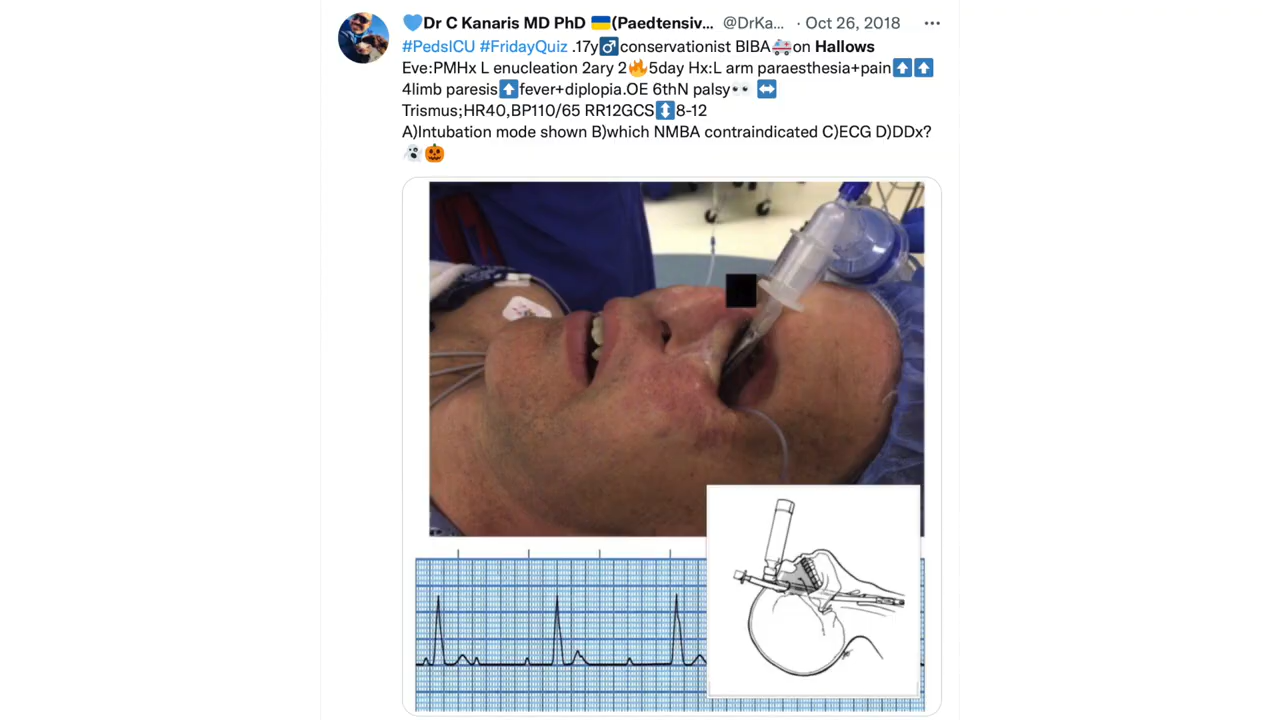 💙Dr C Kanaris MD PhD 🇺🇦(Paedtensiv... @DrKa... · Oct 26, 2018 ···
#PedsICU #FridayQuiz .17y♂️conservationist BIBA🚑on Hallows
Eve:PMHx L enucleation 2ary 2🔥5day Hx:L arm paraesthesia+pain⬆️⬆️
4limb paresis⬆️fever+diplopia.OE 6thN palsy👀 ↔️
Trismus;HR40,BP110/65 RR12GCS↕️8-12
A)Intubation mode shown B)which NMBA contraindicated C)ECG D)DDx?
👻🎃